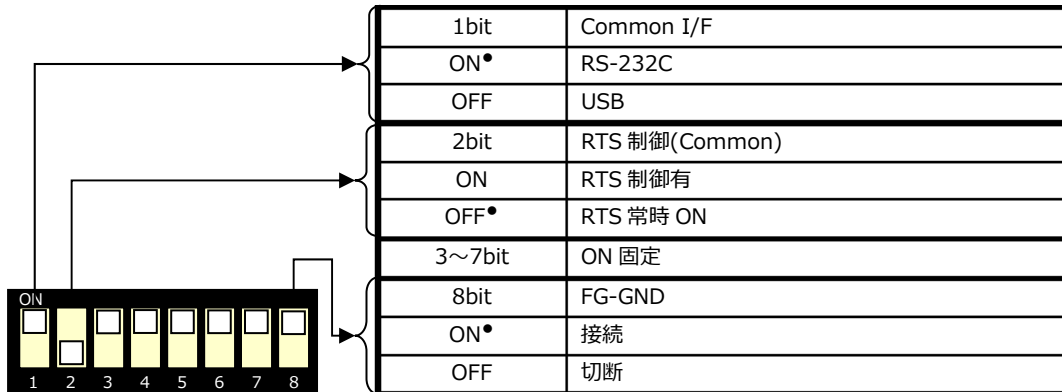 1bit Common I/F
ON● RS-232C
OFF USB
2bit RTS 制御(Common)
ON RTS 制御有
OFF● RTS 常時 ON
3～7bit ON 固定
8bit FG-GND
ON● 接続
OFF 切断
ON
1 2 3 4 5 6 7 8